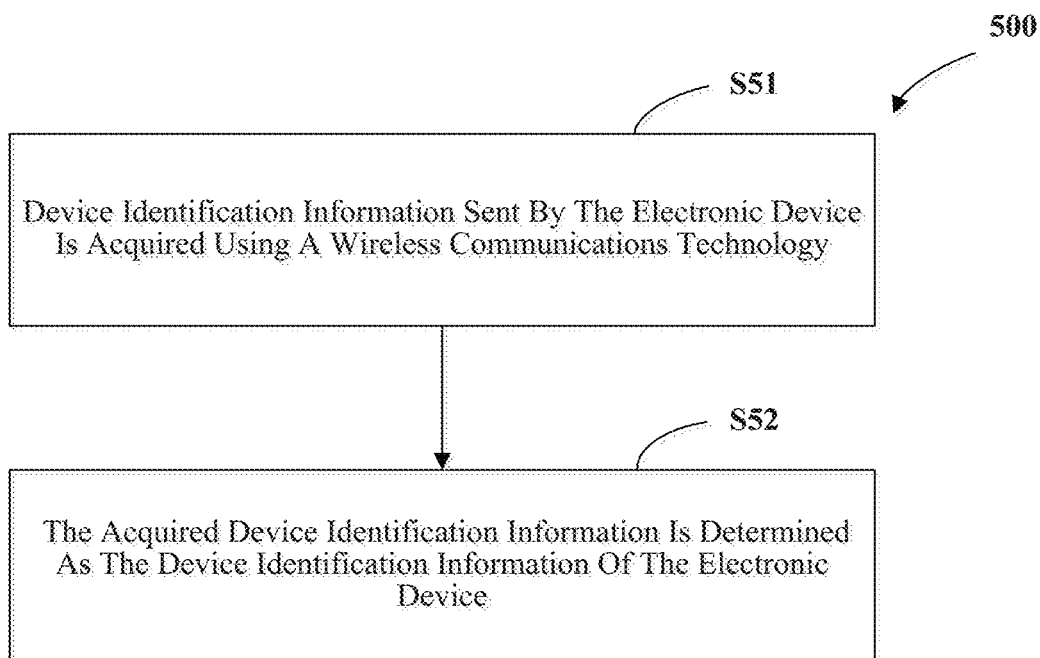 500
S51
Device Identification Information Sent By The Electronic Device
Is Acquired Using A Wireless Communications Technology
S52
The Acquired Device Identification Information Is Determined
As The Device Identification Information Of The Electronic
Device